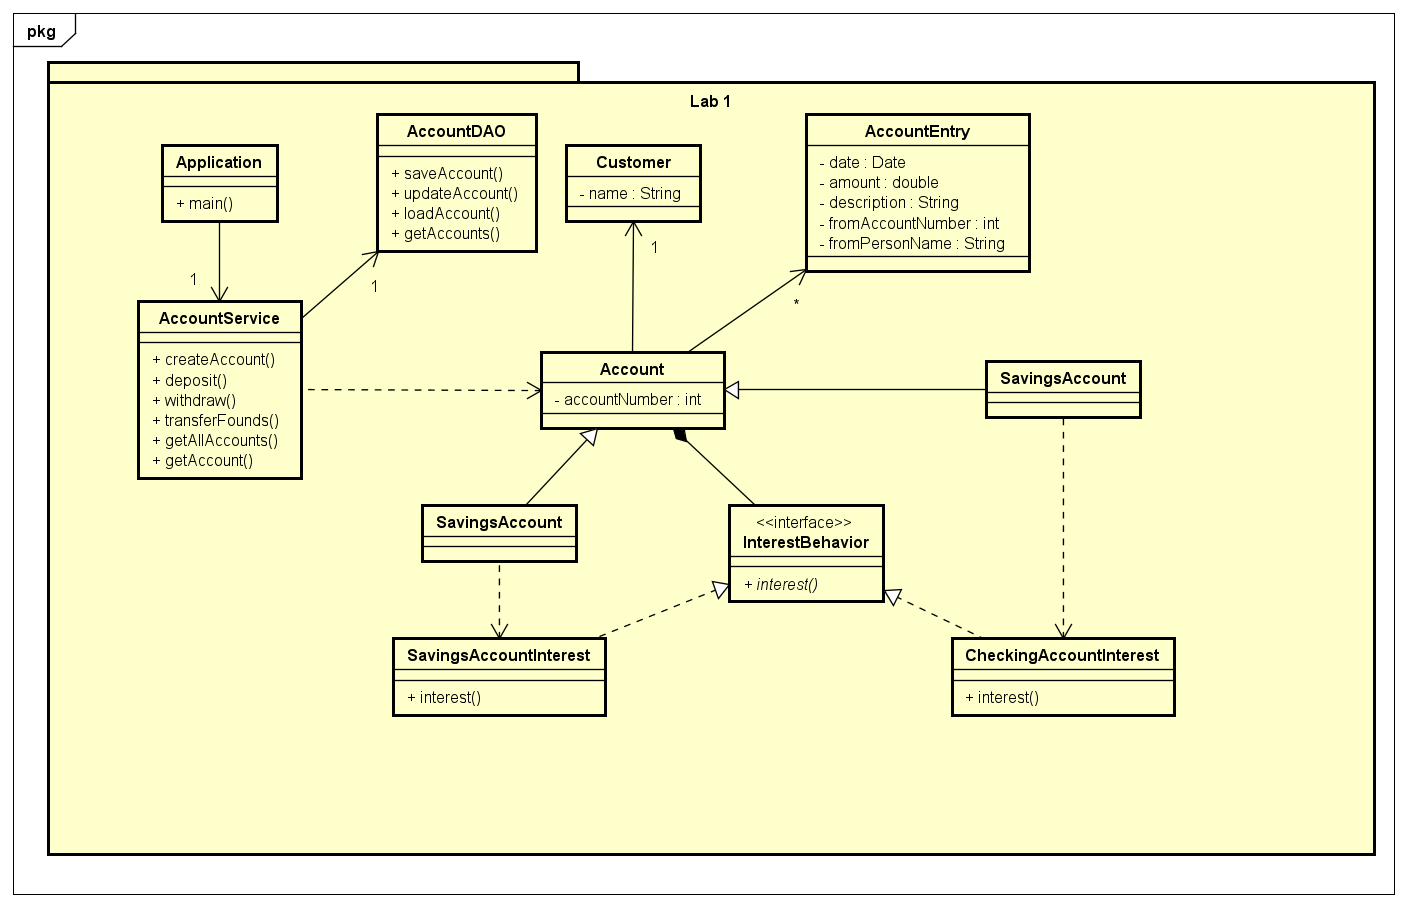 pkg
Lab 1
Application
+ main()
AccountDAO
+ saveAccount()
+ updateAccount()
+ loadAccount()
+ getAccounts()
Customer
- name : String
AccountEntry
- date : Date
- amount : double
- description : String
- fromAccountNumber : int
- fromPersonName : String
1
1
1
*
AccountService
+ createAccount()
+ deposit()
+ withdraw()
+ transferFounds()
+ getAllAccounts()
+ getAccount()
Account
- accountNumber : int
SavingsAccount
SavingsAccount
<<interface>>
InterestBehavior
+ interest()
SavingsAccountInterest
+ interest()
CheckingAccountInterest
+ interest()